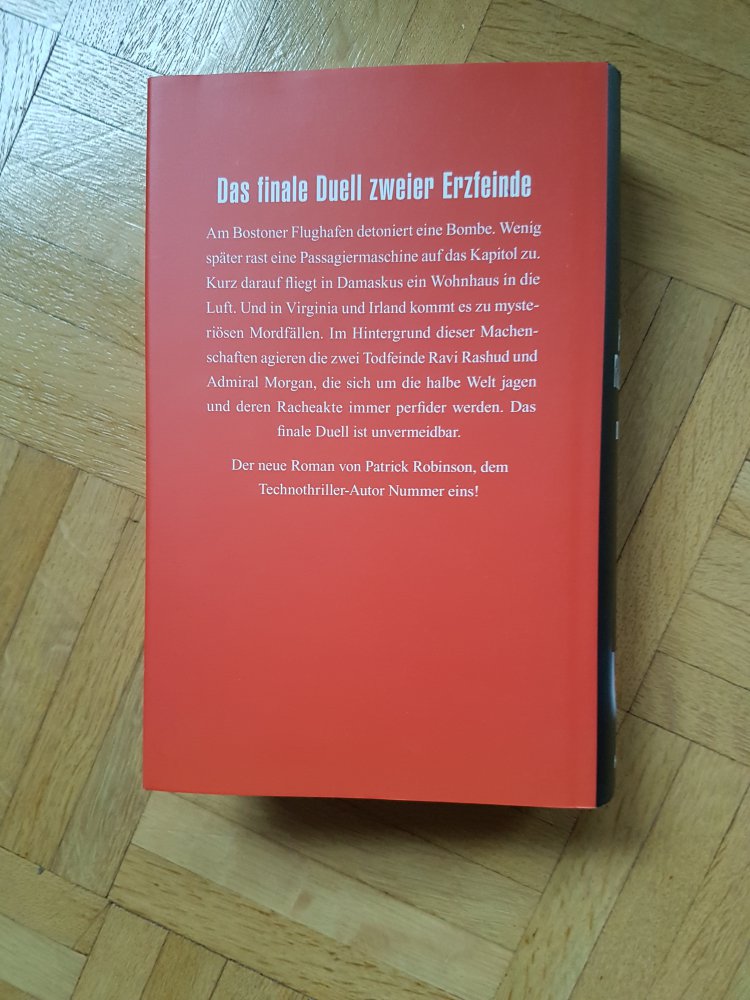 Das finale Duell zweier Erzfeinde
Am Bostoner Flughafen detoniert eine Bombe. Wenig
später rast eine Passagiermaschine auf das Kapitol zu.
Kurz darauf fliegt in Damaskus ein Wohnhaus in die
Luft. Und in Virginia und Irland kommt es zu myste-
riösen Mordfällen. Im Hintergrund dieser Machen-
schaften agieren die zwei Todfeinde Ravi Rashud und
Admiral Morgan, die sich um die halbe Welt jagen
und deren Racheakte immer perfider werden. Das
finale Duell ist unvermeidbar.
Der neue Roman von Patrick Robinson, dem
Technothriller-Autor Nummer eins!